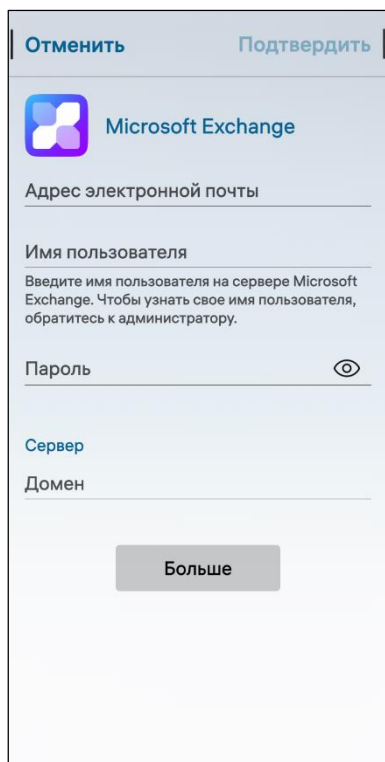 Отменить Подтвердить
Microsoft Exchange
Адрес электронной почты
Имя пользователя
Введите имя пользователя на сервере Microsoft
Exchange. Чтобы узнать свое имя пользователя,
обратитесь к администратору.
Пароль
Сервер
Домен
Больше